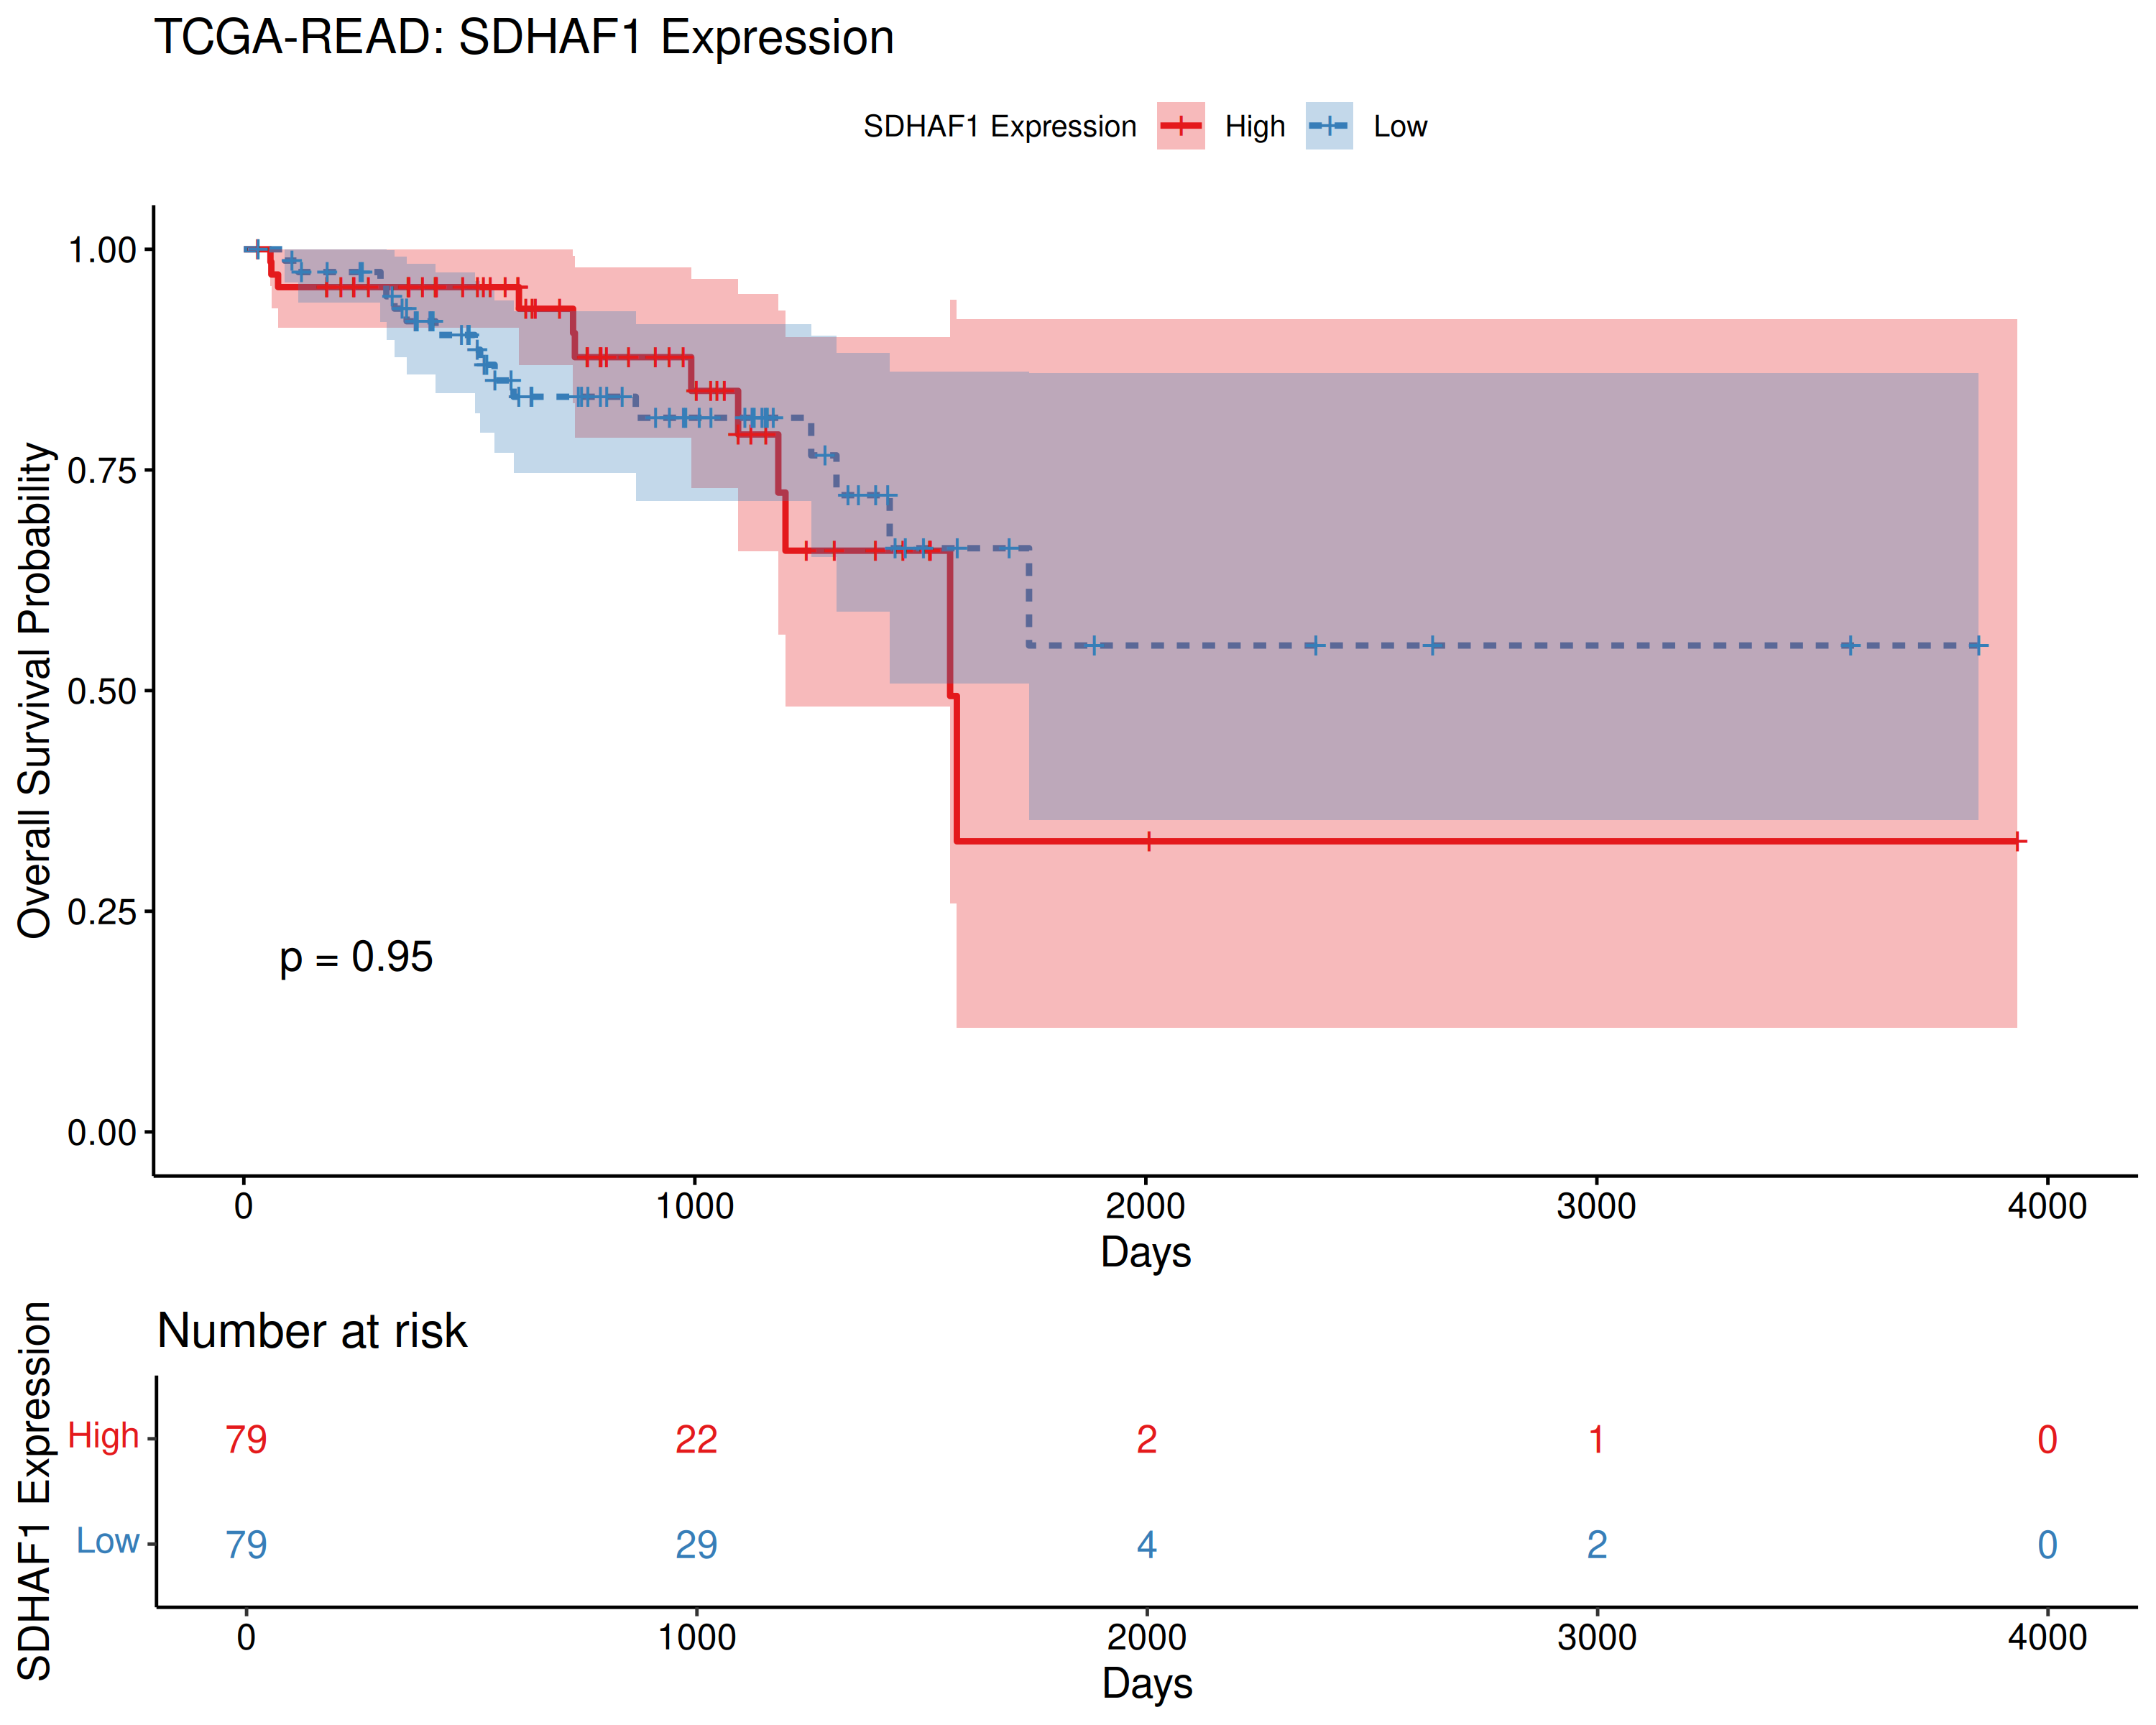 TCGA-READ: SDHAF1 Expression
SDHAF1 Expression High Low
Overall Survival Probability
1.00
0.75
0.50
0.25
0.00
p = 0.95
0 1000 2000 3000 4000
Days
Number at risk
SDHAF1 Expression
High 79 22 2 1 0
Low 79 29 4 2 0
0 1000 2000 3000 4000
Days